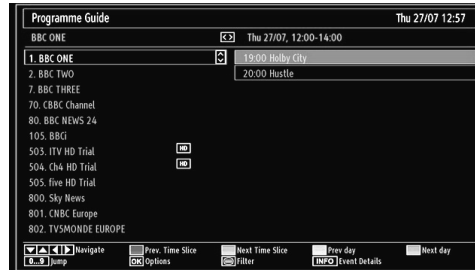 Programme Guide Thu 27/07 12:57
BBC ONE Thu 27/07, 12:00-14:00
1. BBC ONE 19:00 Holby City
2. BBC TWO 20:00 Hustle
7. BBC THREE
70. CBBC Channel
80. BBC NEWS 24
105. BBCi
503. ITV HD Trial HD
504. Ch4 HD Trial HD
505. five HD Trial
800. Sky News
801. CNBC Europe
802. TV5MONDE EUROPE
Navigate Prev. Time Slice Next Time Slice Prev day Next day
0...9 Jump OK Options Filter INFO Event Details